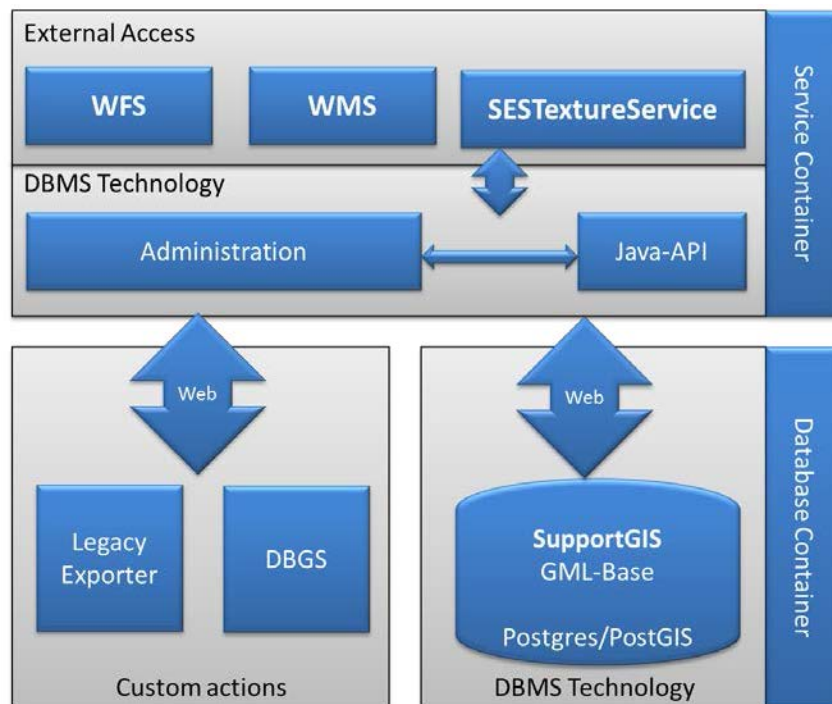 External Access
WFS
WMS
SESTextureService
Service Container
DBMS Technology
Administration
Java-API
Web
Web
Legacy
Exporter
DBGS
SupportGIS
GML-Base
Postgres/PostGIS
Database Container
Custom actions
DBMS Technology